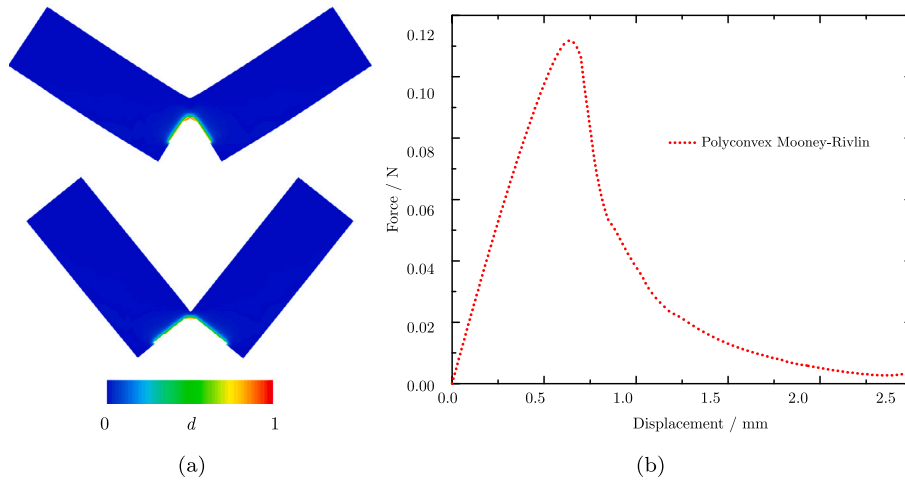 0
d
1
(a)
0.12
0.10
0.08
0.06
0.04
0.02
0.00
Force / N
Polyconvex Mooney-Rivlin
0.0
0.5
1.0
1.5
2.0
2.5
Displacement / mm
(b)